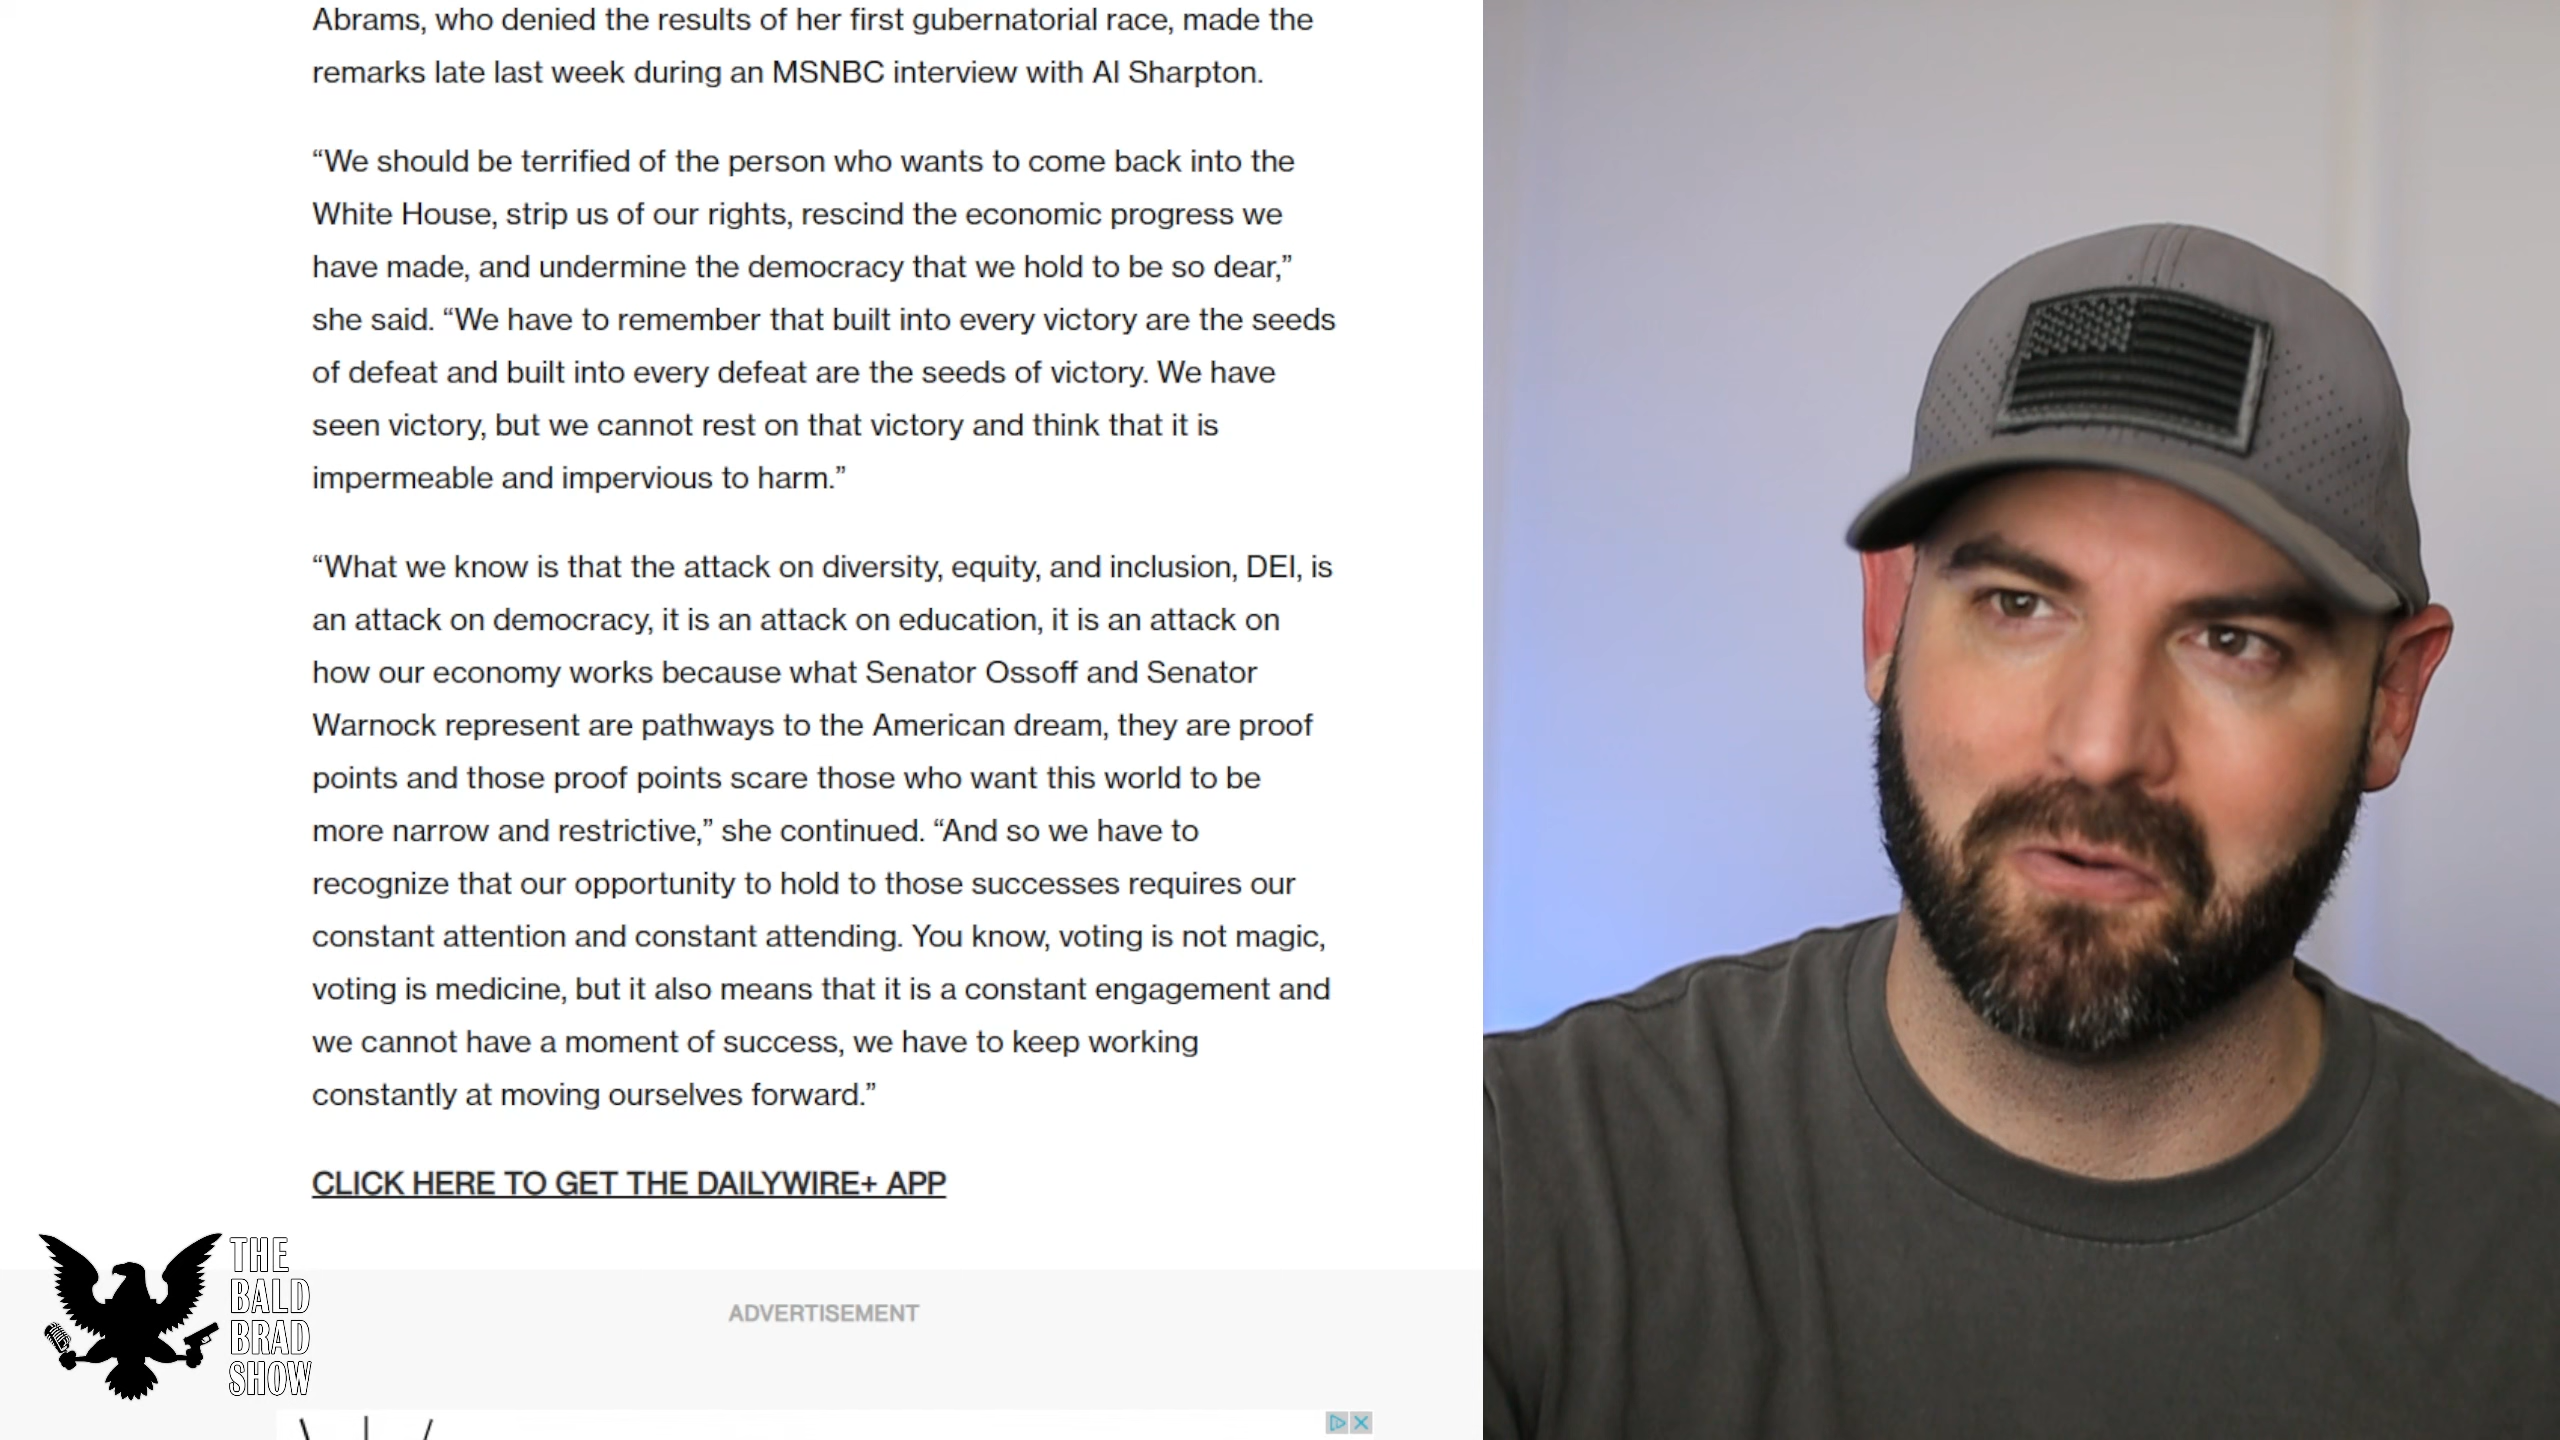 Abrams, who denied the results of her first gubernatorial race, made the
remarks late last week during an MSNBC interview with Al Sharpton.
“We should be terrified of the person who wants to come back into the
White House, strip us of our rights, rescind the economic progress we
have made, and undermine the democracy that we hold to be so dear,”
she said. “We have to remember that built into every victory are the seeds
of defeat and built into every defeat are the seeds of victory. We have
seen victory, but we cannot rest on that victory and think that it is
impermeable and impervious to harm.”
“What we know is that the attack on diversity, equity, and inclusion, DEI, is
an attack on democracy, it is an attack on education, it is an attack on
how our economy works because what Senator Ossoff and Senator
Warnock represent are pathways to the American dream, they are proof
points and those proof points scare those who want this world to be
more narrow and restrictive,” she continued. “And so we have to
recognize that our opportunity to hold to those successes requires our
constant attention and constant attending. You know, voting is not magic,
voting is medicine, but it also means that it is a constant engagement and
we cannot have a moment of success, we have to keep working
constantly at moving ourselves forward.”
CLICK HERE TO GET THE DAILYWIRE+ APP
THE
BALD
BRAD
SHOW
ADVERTISEMENT